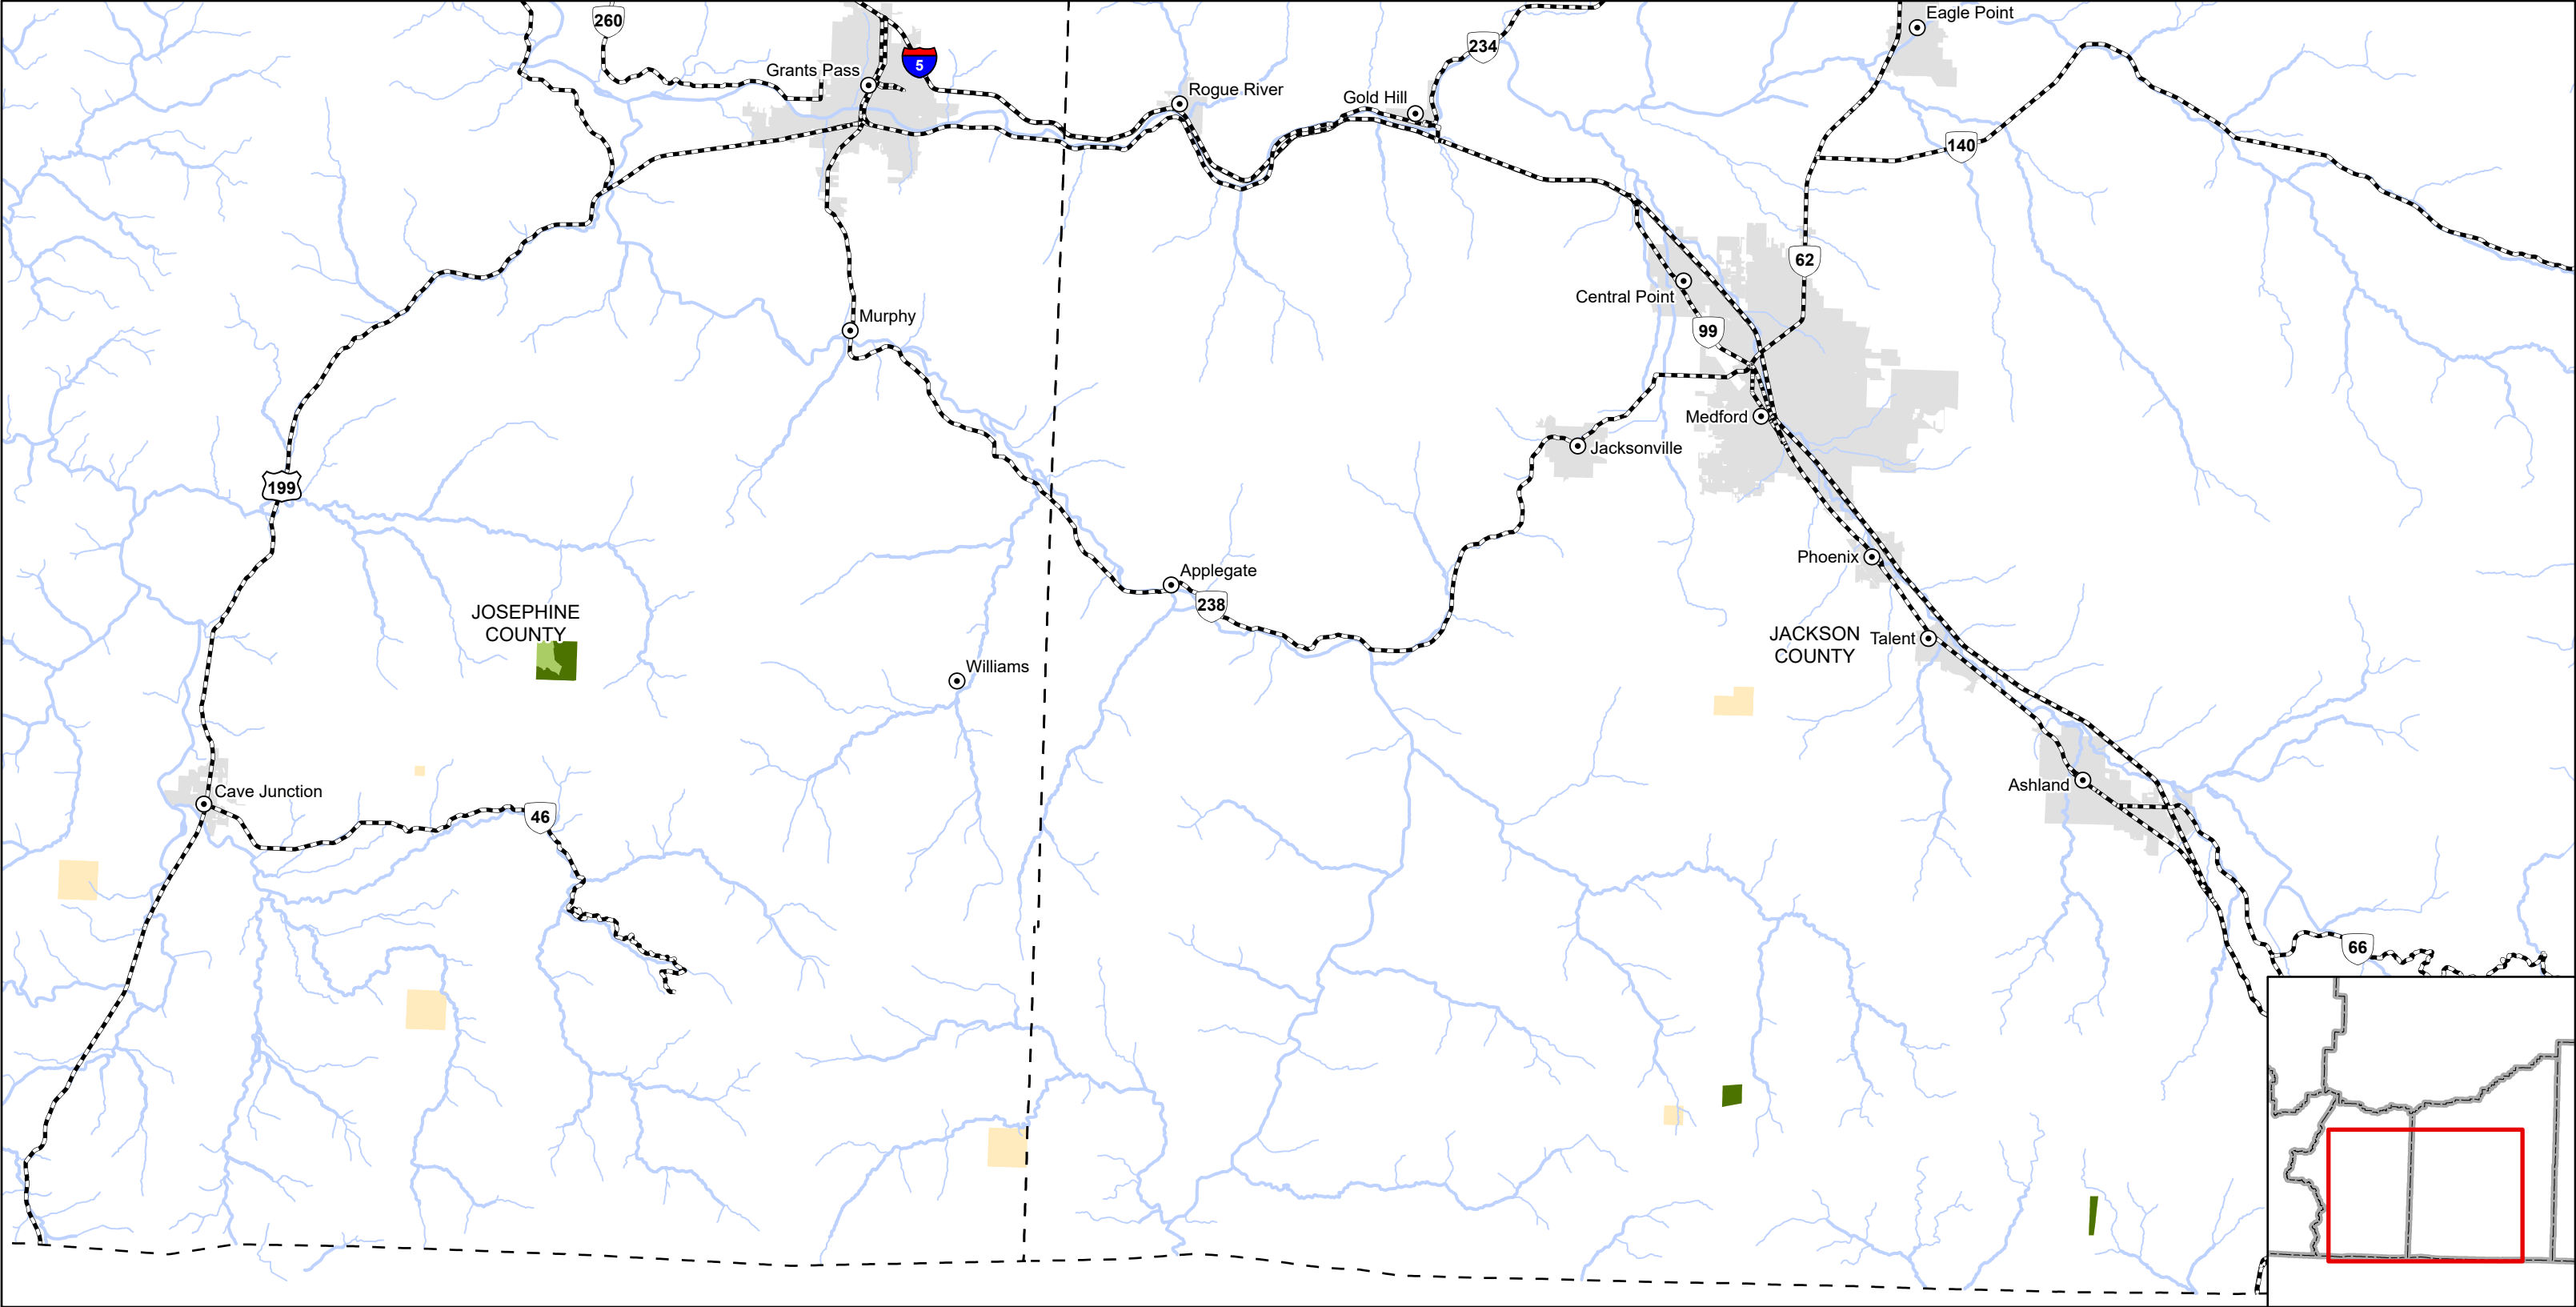 260
Eagle Point
5
234
Grants Pass
Rogue River
Gold Hill
140
62
Central Point
Murphy
99
Medford
Jacksonville
199
Phoenix
Applegate
238
JOSEPHINE
COUNTY
JACKSON
COUNTY
Talent
Williams
Ashland
Cave Junction
46
66